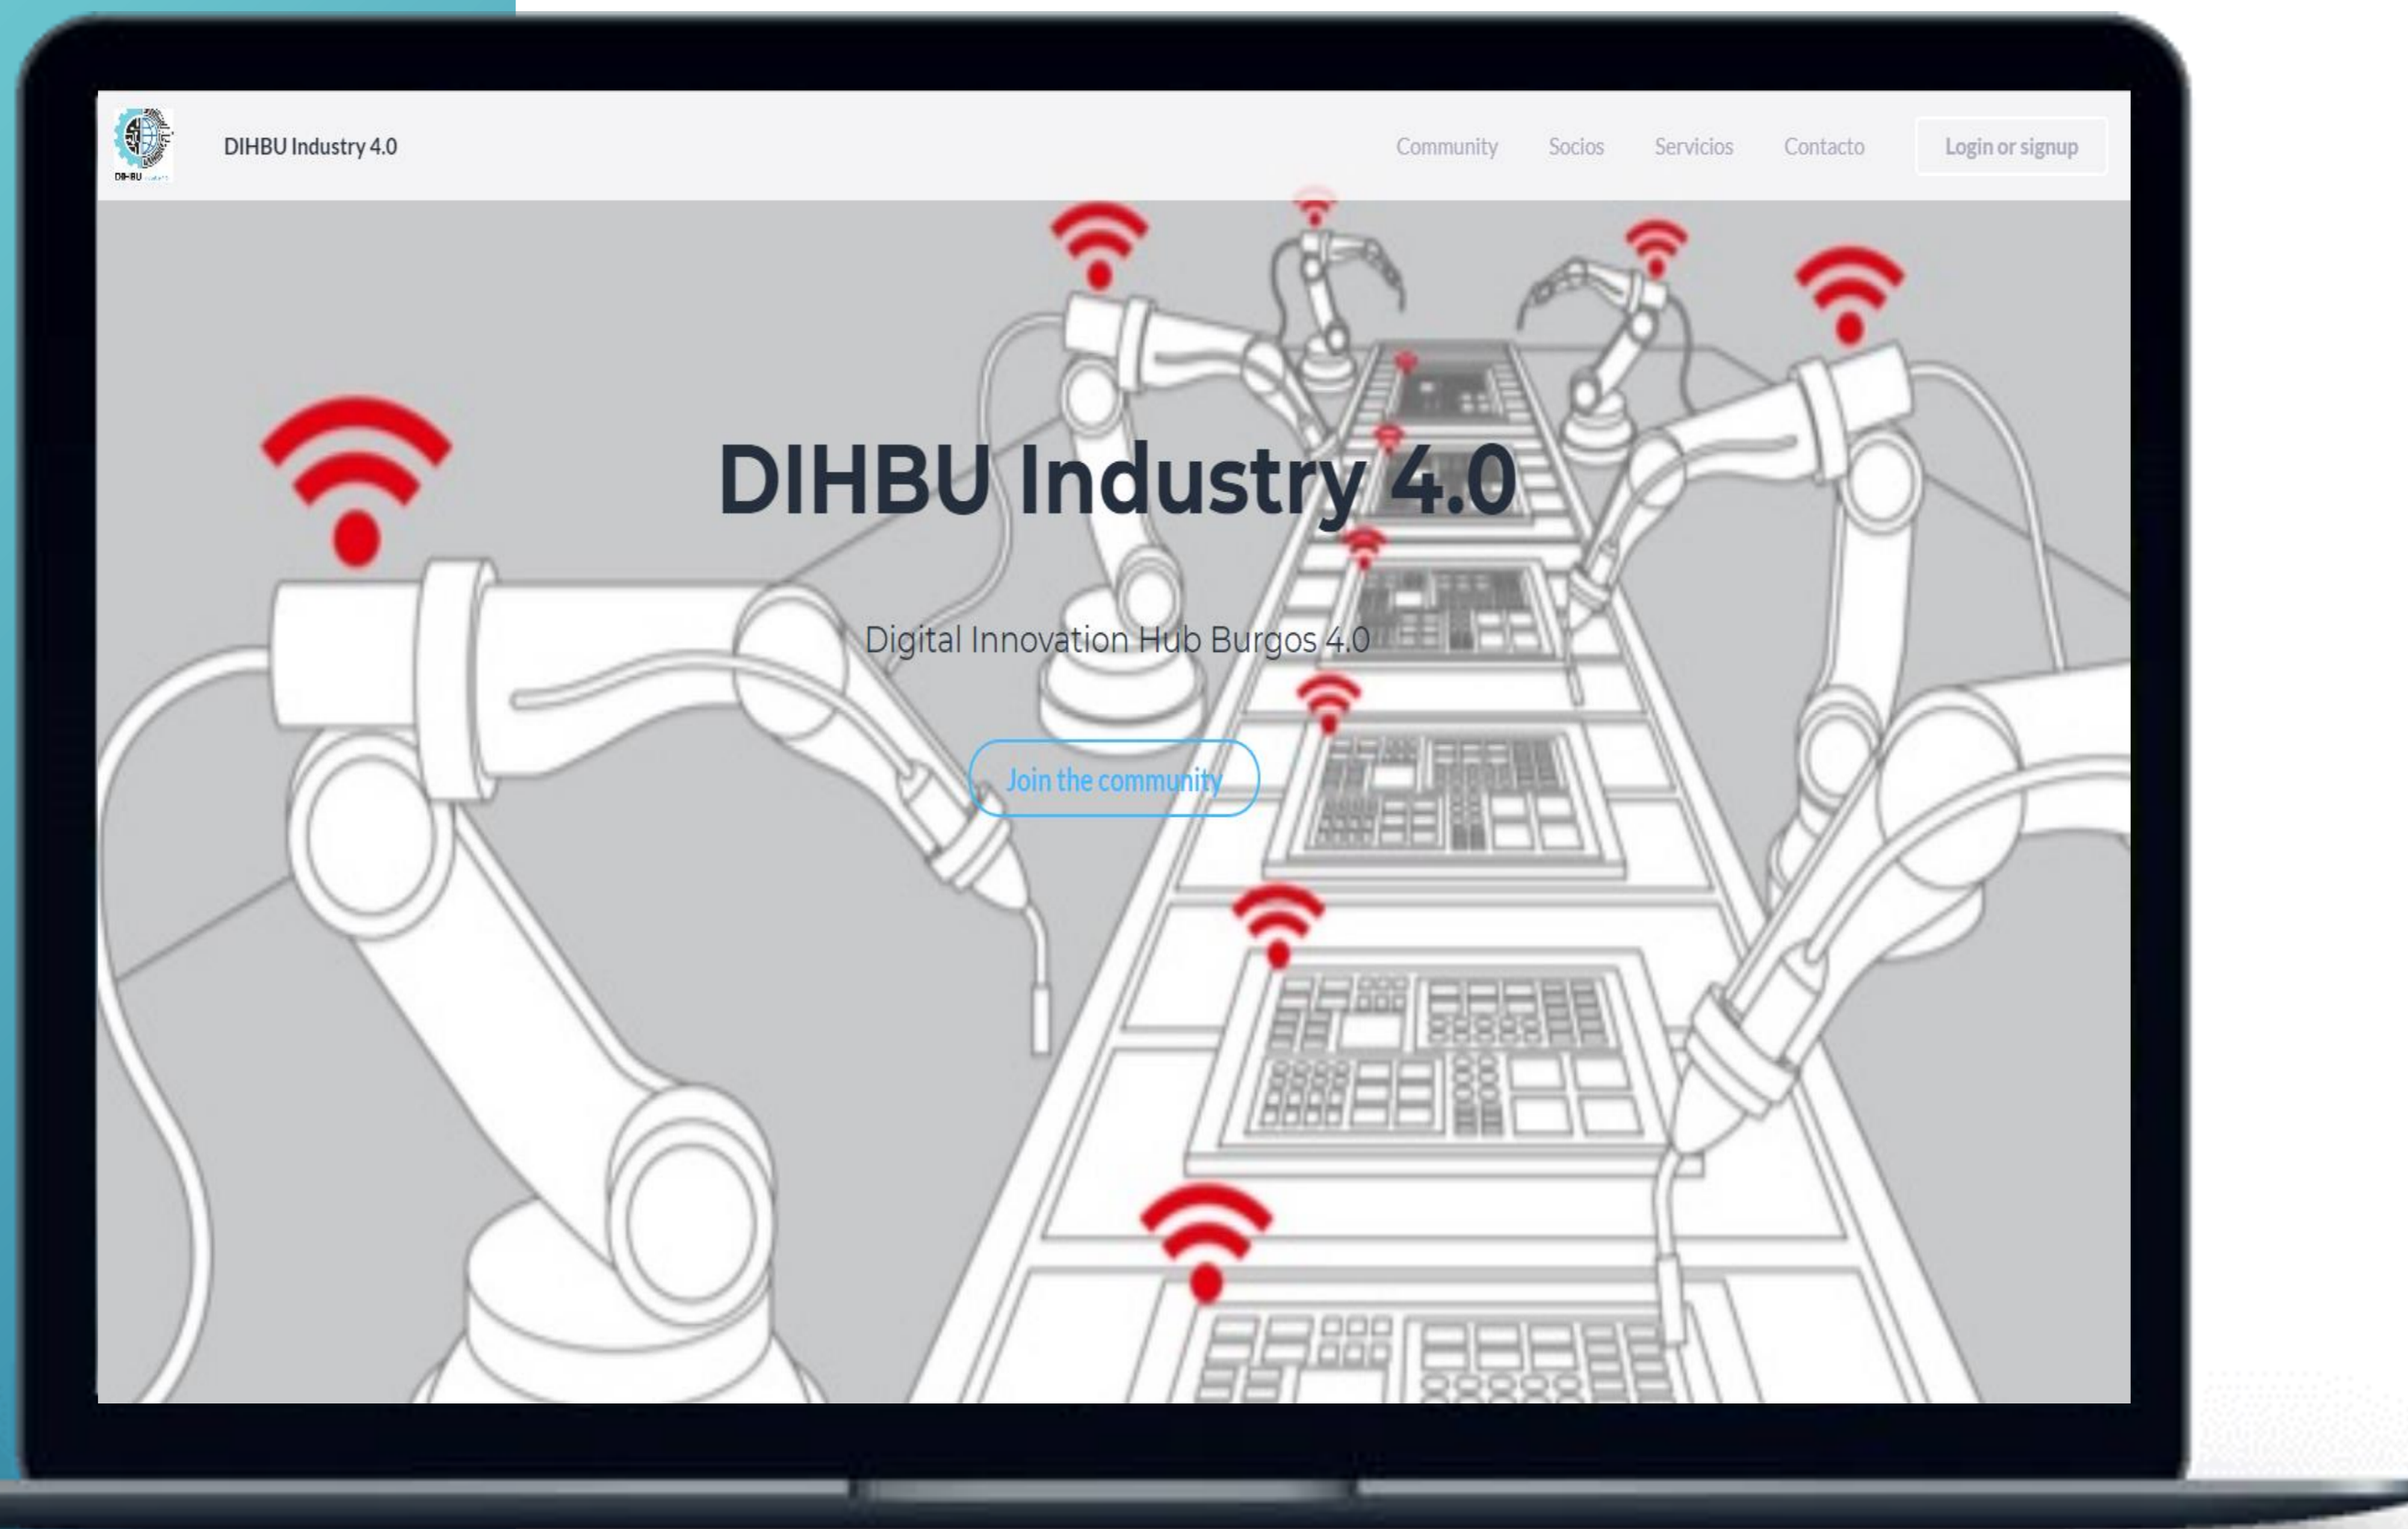 DIHBU
DIHBU Industry 4.0
Community
Socios
Servicios
Contacto
Login or signup
DIHBU Industry 4.0
Digital Innovation Hub Burgos 4.0
Join the community